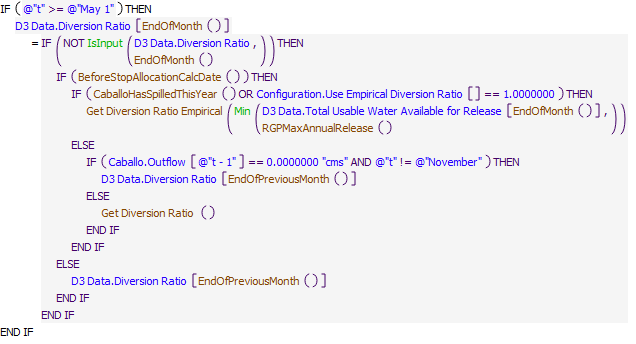 IF ( @"t" >= @"May 1" ) THEN
D3 Data.Diversion Ratio [ EndOfMonth ( ) ]
= IF ( NOT IsInput ( D3 Data.Diversion Ratio , ) ) THEN
EndOfMonth ( )
IF ( BeforeStopAllocationCalcDate ( ) ) THEN
IF ( CaballoHasSpilledThisYear ( ) OR Configuration.Use Empirical Diversion Ratio [ ] == 1.0000000 ) THEN
Get Diversion Ratio Empirical ( Min ( D3 Data.Total Usable Water Available for Release [ EndOfMonth ( ) ] , ) )
RGPMaxAnnualRelease ( )
ELSE
IF ( Caballo.Outflow [ @"t - 1" ] == 0.0000000 "cms" AND @"t" != @"November" ) THEN
D3 Data.Diversion Ratio [ EndOfPreviousMonth ( ) ]
ELSE
Get Diversion Ratio ( )
END IF
END IF
ELSE
D3 Data.Diversion Ratio [ EndOfPreviousMonth ( ) ]
END IF
END IF
END IF